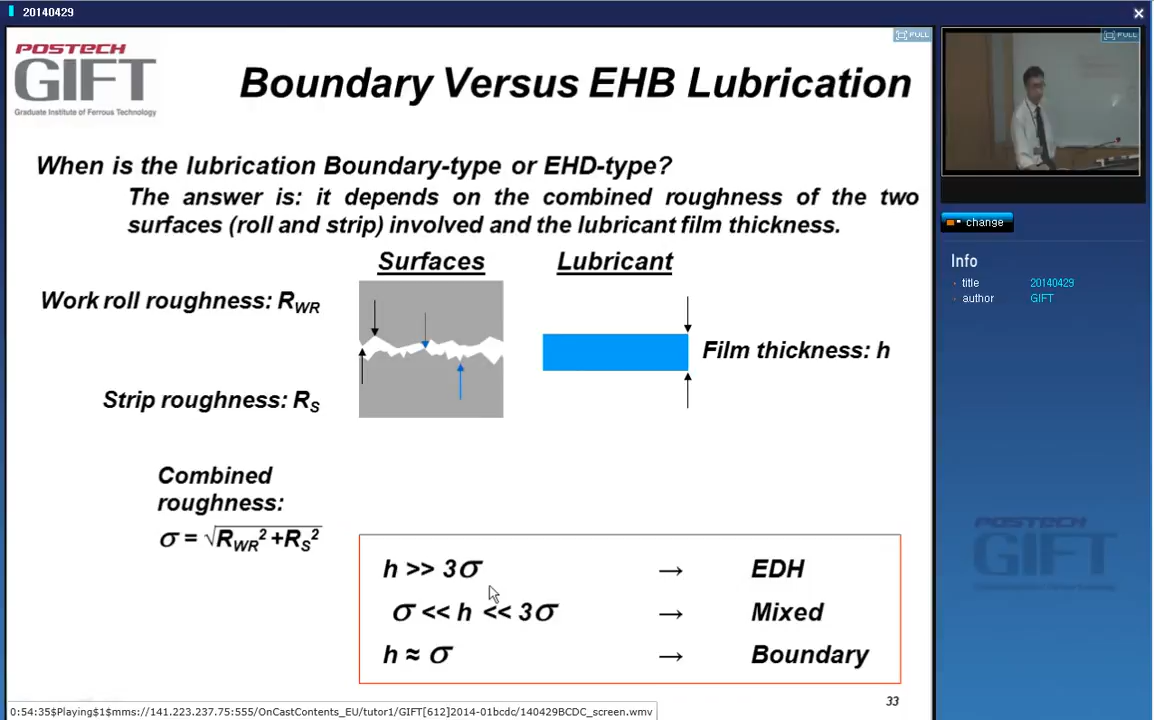 20140429
POSTECH
GIFT
Graduate Institute of Ferrous Technology
FULL
FULL
Boundary Versus EHB Lubrication
When is the lubrication Boundary-type or EHD-type?
The answer is: it depends on the combined roughness of the two
surfaces (roll and strip) involved and the lubricant film thickness.
Surfaces
Lubricant
Work roll roughness: RWR
Film thickness: h
Strip roughness: RS
Combined
roughness:
σ = √RWR² +RS²
h >> 3σ → EDH
σ << h << 3σ → Mixed
h ≈ σ → Boundary
33
change
Info
title 20140429
author GIFT
POSTECH
GIFT
0:54:35$Playing$1$mms://141.223.237.75:555/OnCastContents_EU/tutor1/GIFT[612]2014-01bcdc/140429BCDC_screen.wmv